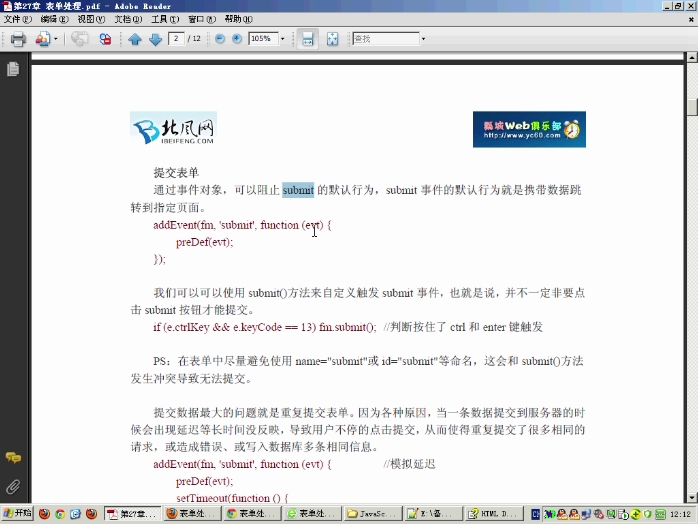 第27章 表单处理.pdf - Adobe Reader
文件(F) 编辑(E) 视图(V) 文档(D) 工具(T) 窗口(W) 帮助(H)
2 / 12 105% 查找
北风网
IBEIFENG.COM
Web俱乐部
http://www.yc60.com
提交表单
通过事件对象，可以阻止 submit 的默认行为，submit 事件的默认行为就是携带数据跳
转到指定页面。
addEvent(fm, 'submit', function (evt) {
preDef(evt);
});
我们可以可以使用 submit()方法来自定义触发 submit 事件，也就是说，并不一定非要点
击 submit 按钮才能提交。
if (e.ctrlKey && e.keyCode == 13) fm.submit(); //判断按住了 ctrl 和 enter 键触发
PS：在表单中尽量避免使用 name="submit"或 id="submit"等命名，这会和 submit()方法
发生冲突导致无法提交。
提交数据最大的问题就是重复提交表单。因为各种原因，当一条数据提交到服务器的时
候会出现延迟等长时间没反映，导致用户不停的点击提交，从而使得重复提交了很多相同的
请求，或造成错误、或写入数据库多条相同信息。
addEvent(fm, 'submit', function (evt) { //模拟延迟
preDef(evt);
setTimeout(function () {
开始 第27章... 表单处... 表单处... 表单处... JavaSc... K:\备... HTML D... 12:12